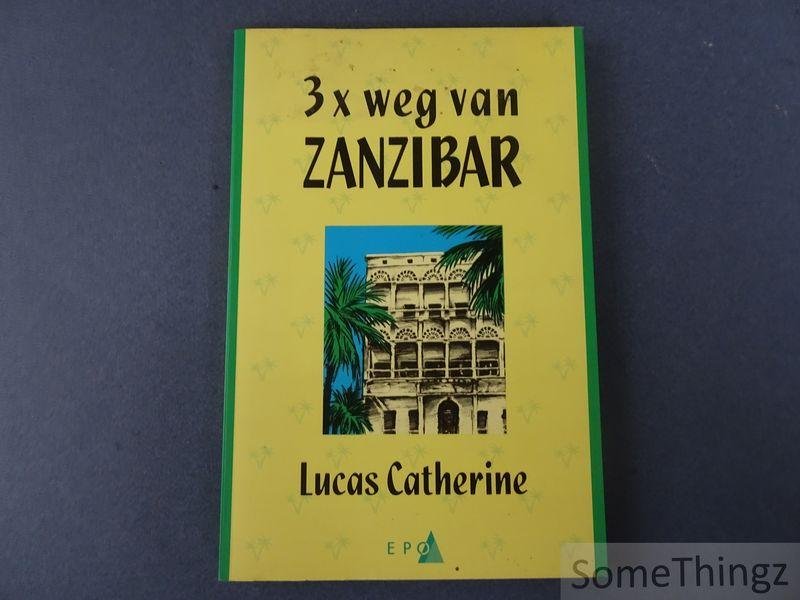 3 x weg van
ZANZIBAR
Lucas Catherine
EPO
SomeThingz